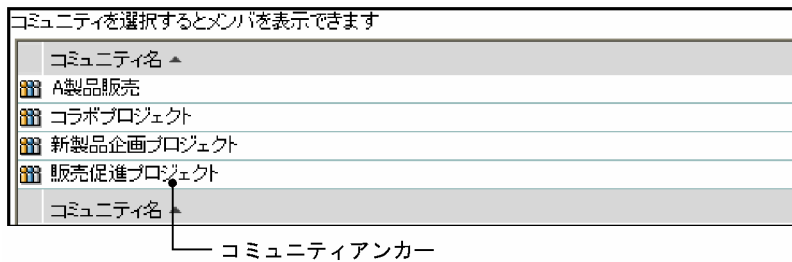 コミュニティを選択するとメンバを表示できます
コミュニティ名 ▲
A製品販売
コラボプロジェクト
新製品企画プロジェクト
販売促進プロジェクト
コミュニティ名 ▲
コミュニティアンカー